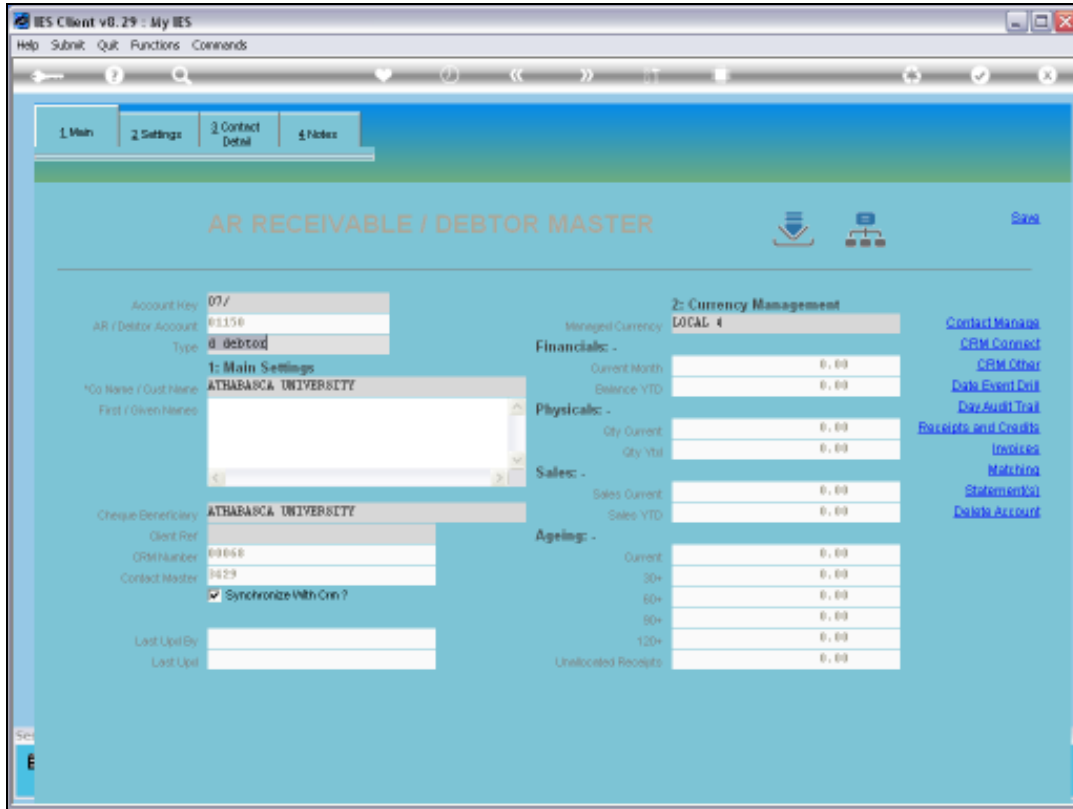 IES Client v8.29 : My IES
Help Submit Quit Functions Commands
1 Main
2 Settings
3 Contact Detail
4 Notes
AR RECEIVABLE / DEBTOR MASTER
Save
Account Key 07/
AR / Debtor Account 01150
Type d debtor
1: Main Settings
*Co Name / Cust Name ATHABASCA UNIVERSITY
First / Given Names
Cheque Beneficiary ATHABASCA UNIVERSITY
Client Ref
CRM Number 00068
Contact Master 3429
Synchronize With Crm ?
Last Upd By
Last Upd
2: Currency Management
Managed Currency LOCAL 4
Financials: -
Current Month 0.00
Balance YTD 0.00
Physicals: -
Qty Current 0.00
Qty Ytd 0.00
Sales: -
Sales Current 0.00
Sales YTD 0.00
Ageing: -
Current 0.00
30+ 0.00
60+ 0.00
90+ 0.00
120+ 0.00
Unallocated Receipts 0.00
Contact Manage
CRM Connect
CRM Other
Date Event Drill
Day Audit Trail
Receipts and Credits
Invoices
Matching
Statement(s)
Delete Account